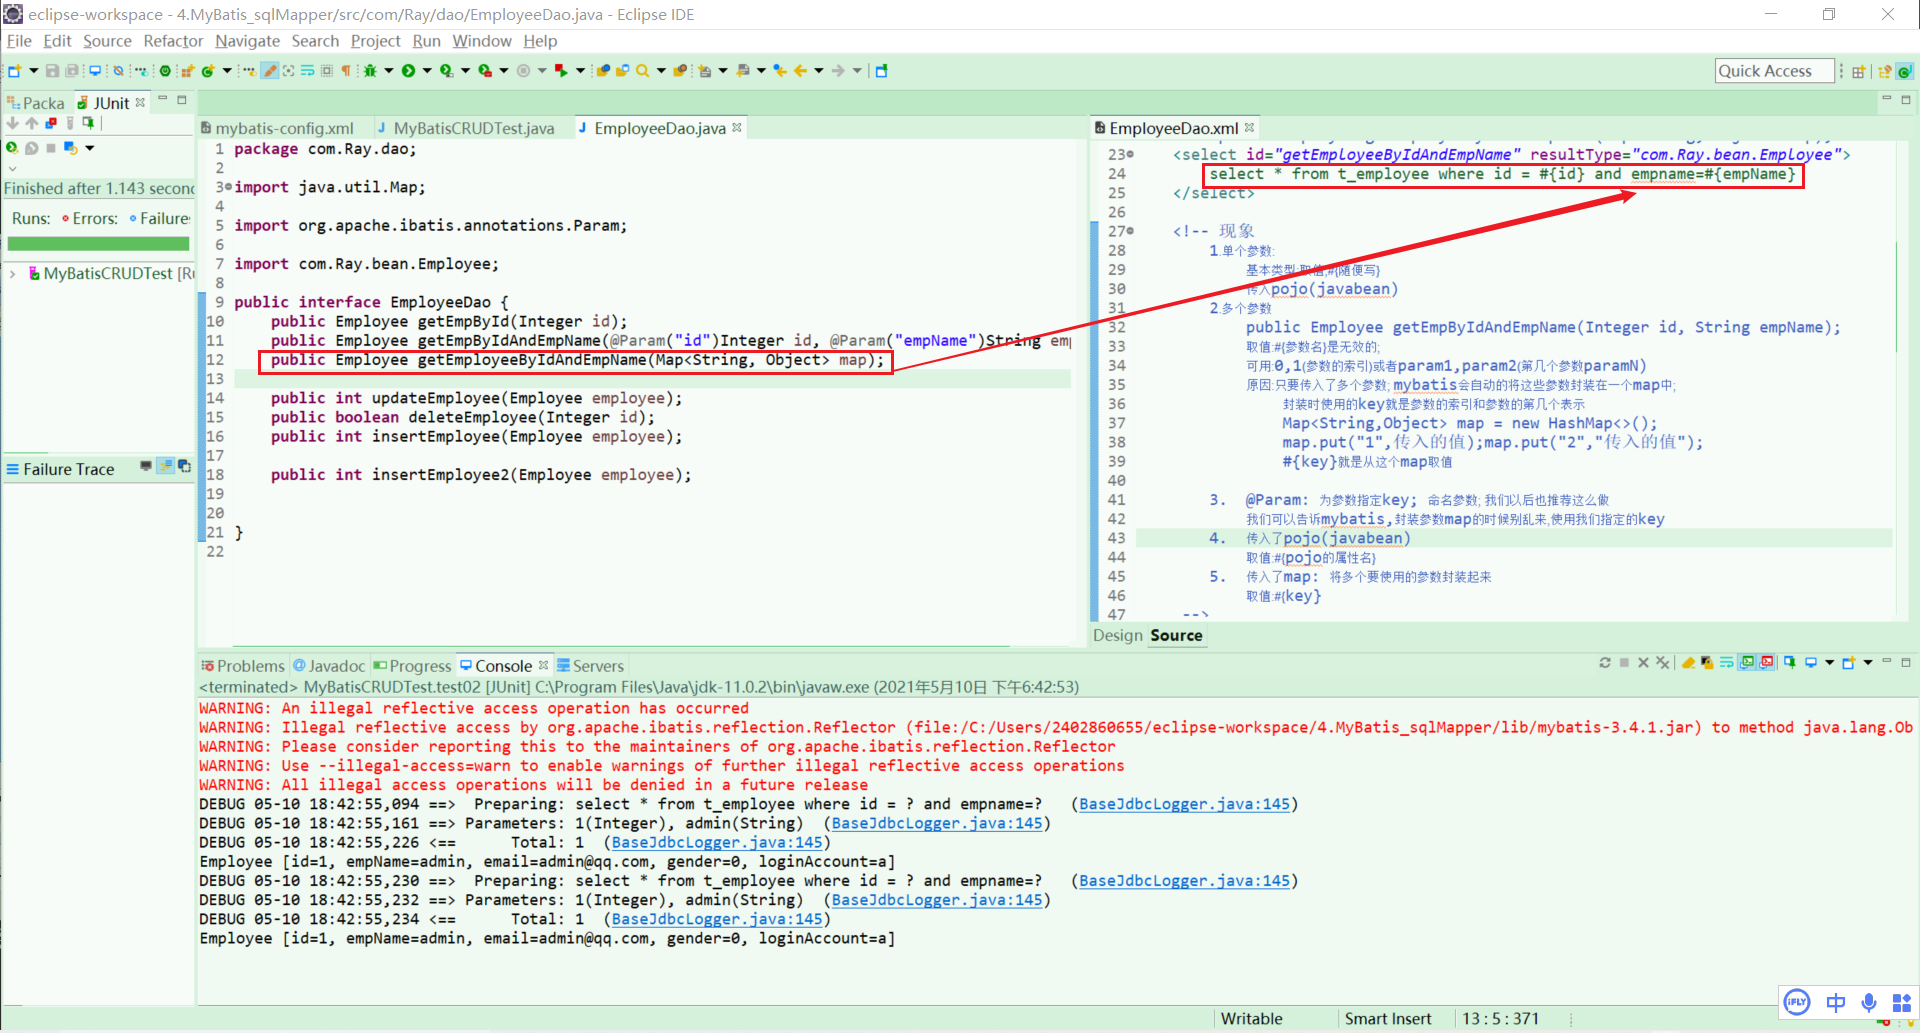 eclipse-workspace - 4.MyBatis_sqlMapper/src/com/Ray/dao/EmployeeDao.java - Eclipse IDE
File Edit Source Refactor Navigate Search Project Run Window Help
Quick Access
Packa JUnit
Finished after 1.143 seconc
Runs: Errors: Failure:
MyBatisCRUDTest [Ru
Failure Trace
mybatis-config.xml MyBatisCRUDTest.java EmployeeDao.java
1 package com.Ray.dao;
2
3 import java.util.Map;
4
5 import org.apache.ibatis.annotations.Param;
6
7 import com.Ray.bean.Employee;
8
9 public interface EmployeeDao {
10 public Employee getEmpById(Integer id);
11 public Employee getEmpByIdAndEmpName(@Param("id")Integer id, @Param("empName")String emp
12 public Employee getEmployeeByIdAndEmpName(Map<String, Object> map);
13
14 public int updateEmployee(Employee employee);
15 public boolean deleteEmployee(Integer id);
16 public int insertEmployee(Employee employee);
17
18 public int insertEmployee2(Employee employee);
19
20
21 }
22
EmployeeDao.xml
23 <select id="getEmployeeByIdAndEmpName" resultType="com.Ray.bean.Employee">
24 select * from t_employee where id = #{id} and empname=#{empName}
25 </select>
26
27 <!-- 现象
28 1.单个参数:
29 基本类型:取值;#{随便写}
30 传入pojo(javabean)
31 2.多个参数
32 public Employee getEmpByIdAndEmpName(Integer id, String empName);
33 取值:#{参数名}是无效的;
34 可用:0,1(参数的索引)或者param1,param2(第几个参数paramN)
35 原因:只要传入了多个参数; mybatis会自动的将这些参数封装在一个map中;
36 封装时使用的key就是参数的索引和参数的第几个表示
37 Map<String,Object> map = new HashMap<>();
38 map.put("1",传入的值);map.put("2","传入的值");
39 #{key}就是从这个map取值
40
41 3. @Param: 为参数指定key; 命名参数; 我们以后也推荐这么做
42 我们可以告诉mybatis,封装参数map的时候别乱来,使用我们指定的key
43 4. 传入了pojo(javabean)
44 取值:#{pojo的属性名}
45 5. 传入了map: 将多个要使用的参数封装起来
46 取值:#{key}
47 -->
Design Source
Problems Javadoc Progress Console Servers
<terminated> MyBatisCRUDTest.test02 [JUnit] C:\Program Files\Java\jdk-11.0.2\bin\javaw.exe (2021年5月10日 下午6:42:53)
WARNING: An illegal reflective access operation has occurred
WARNING: Illegal reflective access by org.apache.ibatis.reflection.Reflector (file:/C:/Users/2402860655/eclipse-workspace/4.MyBatis_sqlMapper/lib/mybatis-3.4.1.jar) to method java.lang.Ob
WARNING: Please consider reporting this to the maintainers of org.apache.ibatis.reflection.Reflector
WARNING: Use --illegal-access=warn to enable warnings of further illegal reflective access operations
WARNING: All illegal access operations will be denied in a future release
DEBUG 05-10 18:42:55,094 ==> Preparing: select * from t_employee where id = ? and empname=? (BaseJdbcLogger.java:145)
DEBUG 05-10 18:42:55,161 ==> Parameters: 1(Integer), admin(String) (BaseJdbcLogger.java:145)
DEBUG 05-10 18:42:55,226 <== Total: 1 (BaseJdbcLogger.java:145)
Employee [id=1, empName=admin, email=admin@qq.com, gender=0, loginAccount=a]
DEBUG 05-10 18:42:55,230 ==> Preparing: select * from t_employee where id = ? and empname=? (BaseJdbcLogger.java:145)
DEBUG 05-10 18:42:55,232 ==> Parameters: 1(Integer), admin(String) (BaseJdbcLogger.java:145)
DEBUG 05-10 18:42:55,234 <== Total: 1 (BaseJdbcLogger.java:145)
Employee [id=1, empName=admin, email=admin@qq.com, gender=0, loginAccount=a]
iFLY 中
Writable Smart Insert 13 : 5 : 371